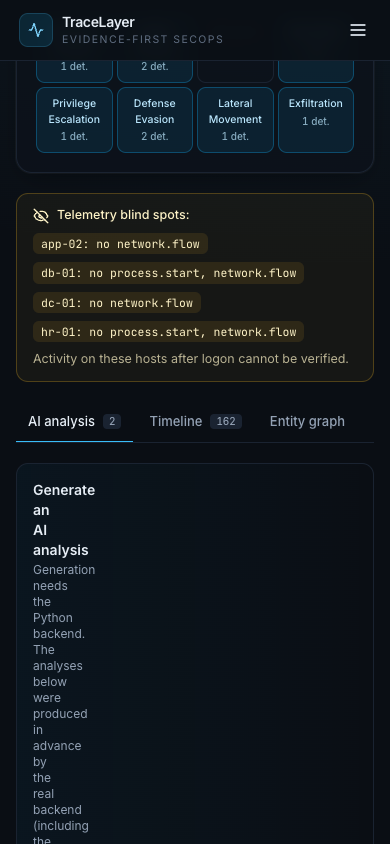 TraceLayer
EVIDENCE-FIRST SECOPS
1 det.
2 det.
1 det.
Privilege Escalation
1 det.
Defense Evasion
2 det.
Lateral Movement
1 det.
Exfiltration
1 det.
Telemetry blind spots:
app-02: no network.flow
db-01: no process.start, network.flow
dc-01: no network.flow
hr-01: no process.start, network.flow
Activity on these hosts after logon cannot be verified.
AI analysis 2 Timeline 162 Entity graph
Generate
an
AI
analysis
Generation
needs
the
Python
backend.
The
analyses
below
were
produced
in
advance
by
the
real
backend
(including
the